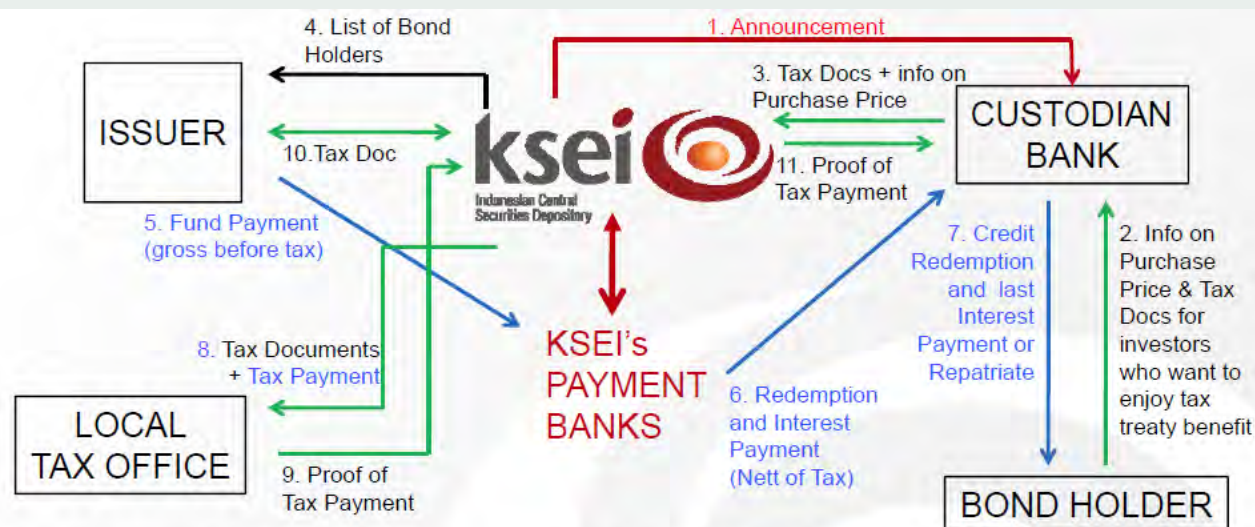 1. Announcement
4. List of Bond
Holders
3. Tax Docs + info on
Purchase Price
ISSUER
CUSTODIAN
BANK
10.Tax Doc
ksei
Indonesian Central
Securities Depository
11. Proof of
Tax Payment
5. Fund Payment
(gross before tax)
7. Credit
Redemption
and last
Interest
Payment or
Repatriate
2. Info on
Purchase
Price & Tax
Docs for
investors
who want to
enjoy tax
treaty benefit
8. Tax Documents
+ Tax Payment
KSEI's
PAYMENT
BANKS
6. Redemption
and Interest
Payment
(Nett of Tax)
LOCAL
TAX OFFICE
9. Proof of
Tax Payment
BOND HOLDER